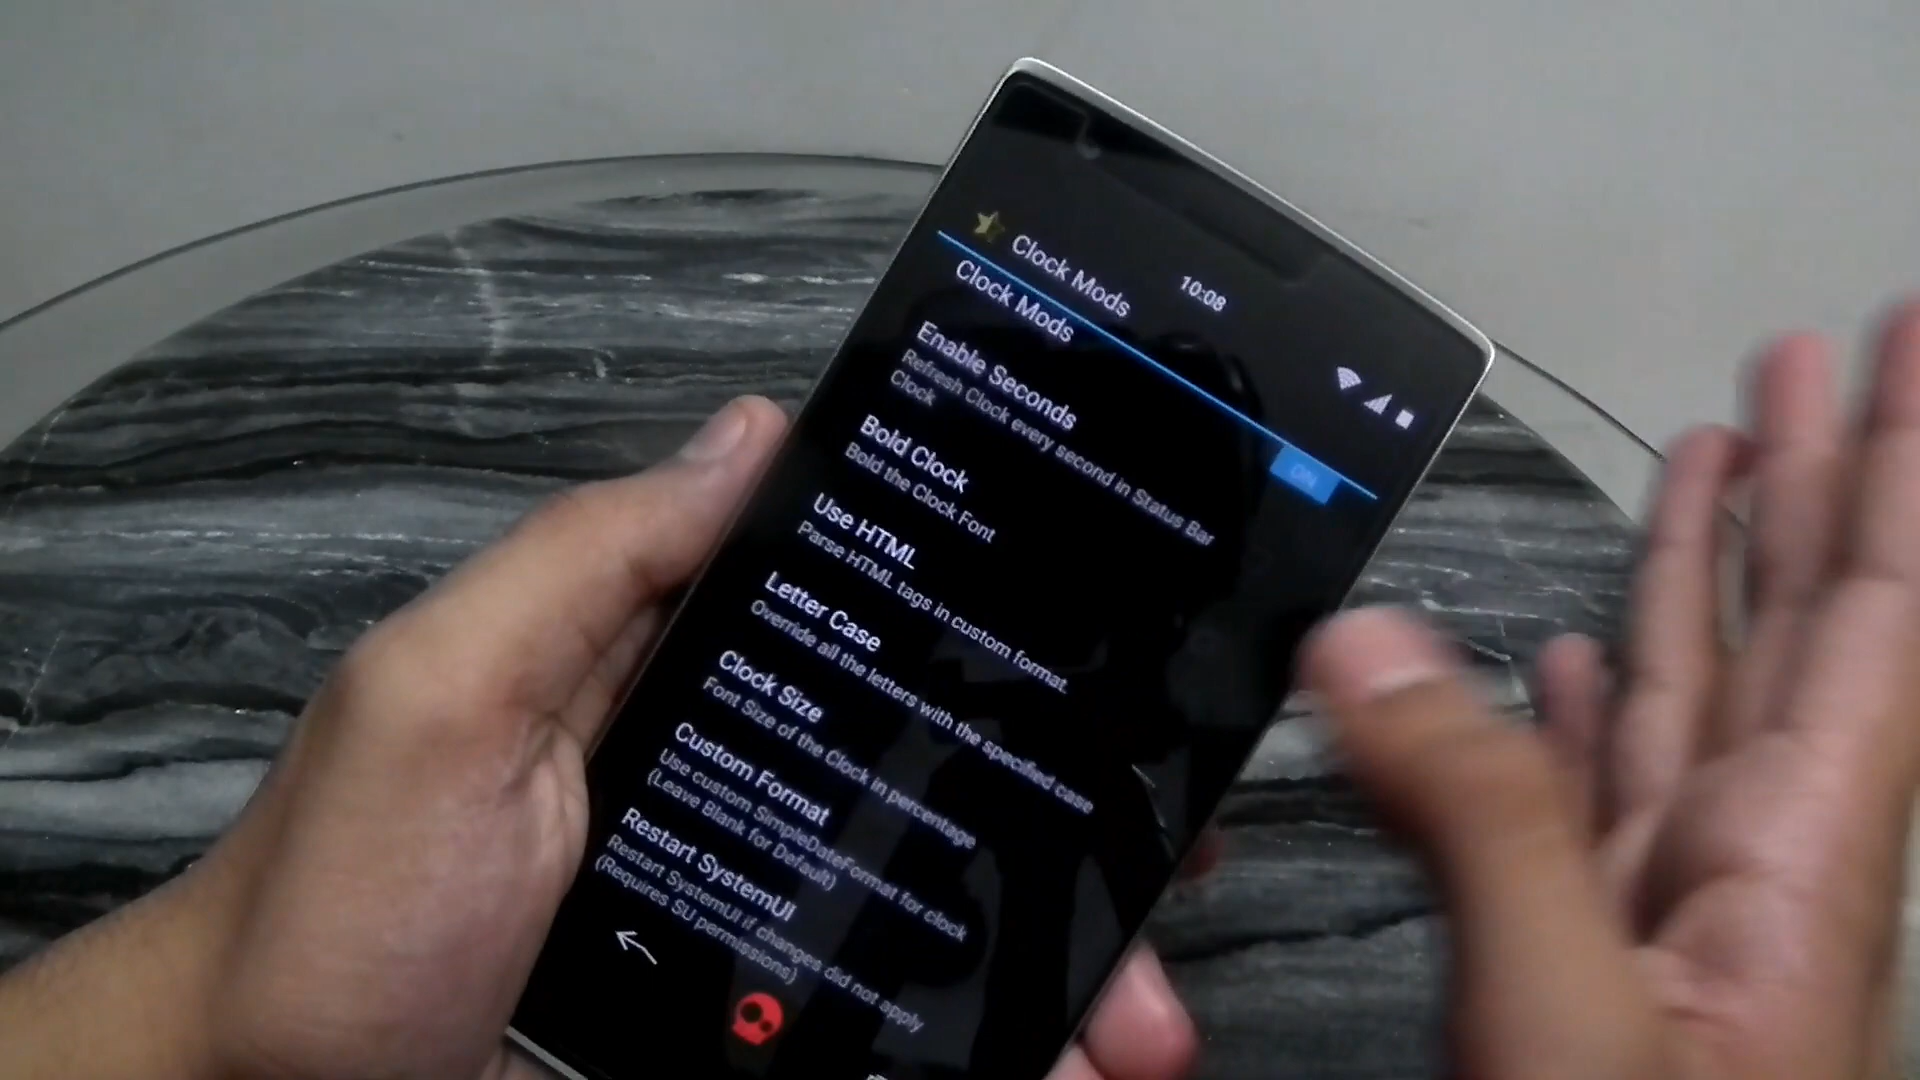 10:08
Clock Mods
ON
Clock Mods
Enable Seconds
Refresh Clock every second in Status Bar
Clock
Bold Clock
Bold the Clock Font
Use HTML
Parse HTML tags in custom format.
Letter Case
Override all the letters with the specified case
Clock Size
Font Size of the Clock in percentage
Custom Format
Use custom SimpleDateFormat for clock
(Leave Blank for Default)
Restart SystemUI
Restart SystemUI if changes did not apply
(Requires SU permissions)